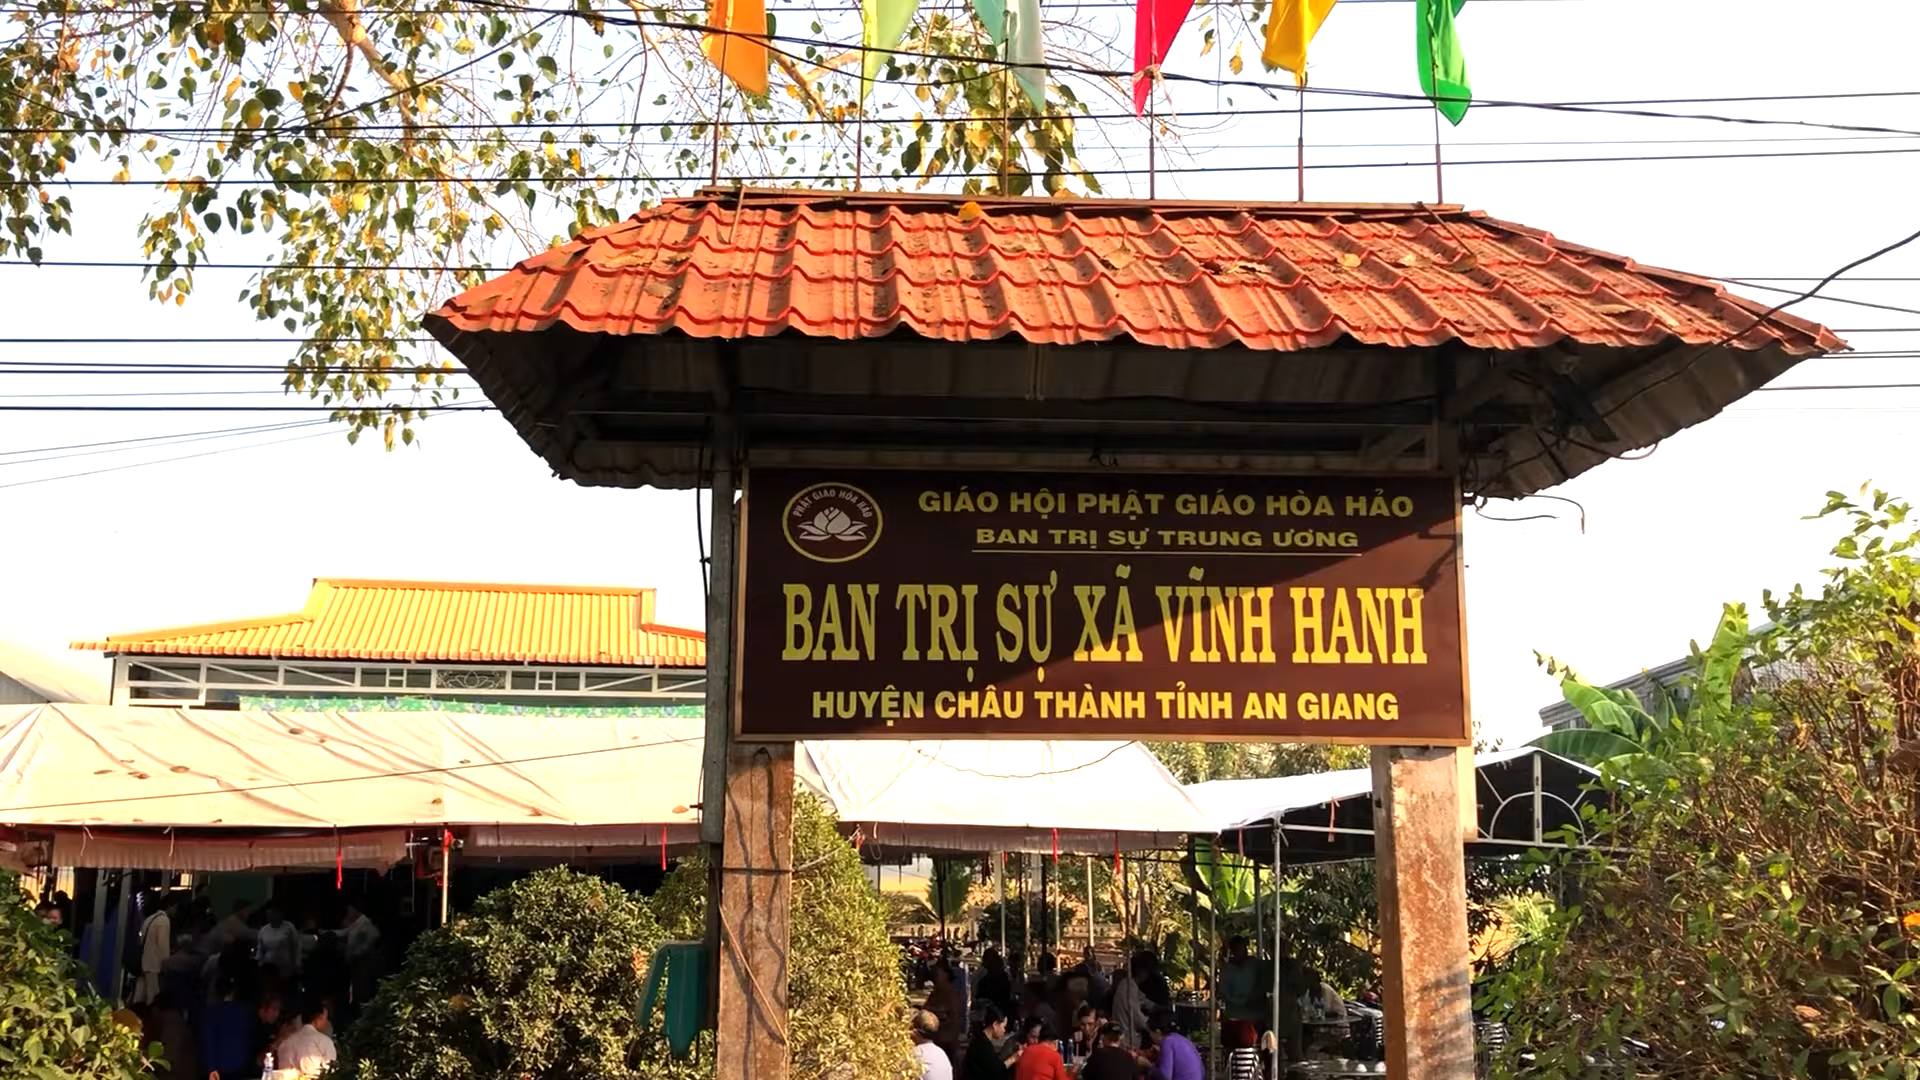 PHẬT GIÁO HÒA HẢO
GIÁO HỘI PHẬT GIÁO HÒA HẢO
BAN TRỊ SỰ TRUNG ƯƠNG
BAN TRỊ SỰ XÃ VĨNH HANH
HUYỆN CHÂU THÀNH TỈNH AN GIANG